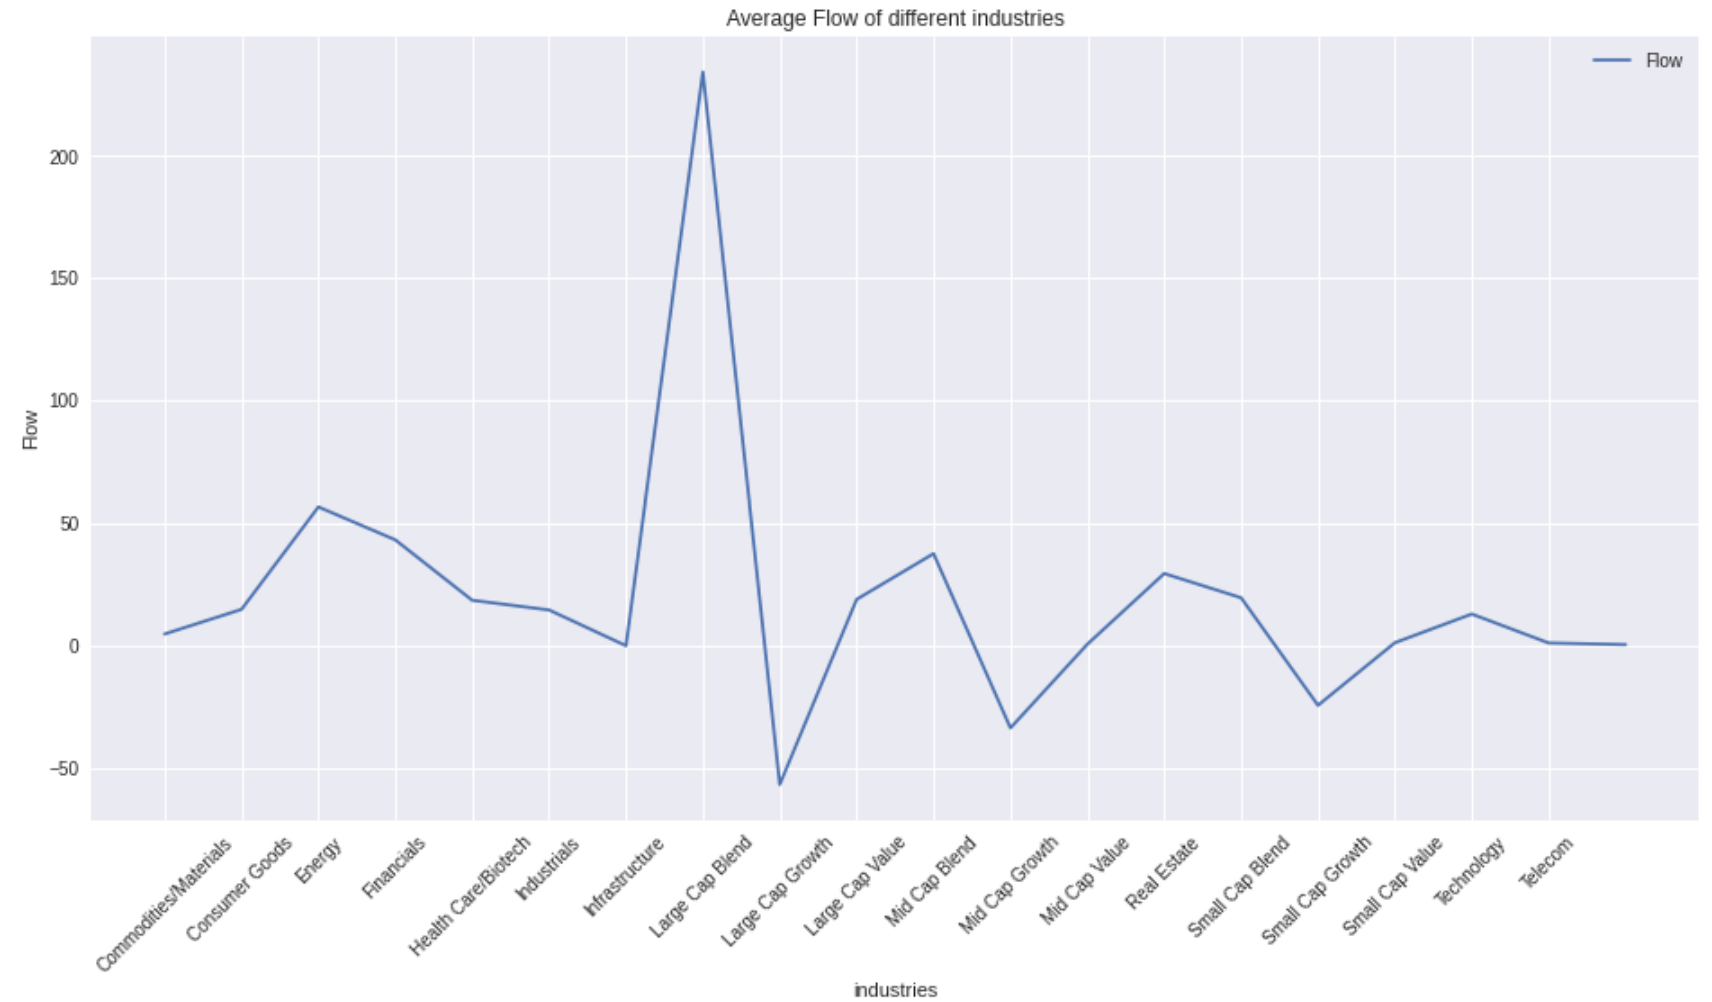 Average Flow of different industries
Flow
200
150
100
50
0
−50
Flow
Commodities/Materials
Consumer Goods
Energy
Financials
Health Care/Biotech
Industrials
Infrastructure
Large Cap Blend
Large Cap Growth
Large Cap Value
Mid Cap Blend
Mid Cap Growth
Mid Cap Value
Real Estate
Small Cap Blend
Small Cap Growth
Small Cap Value
Technology
Telecom
industries